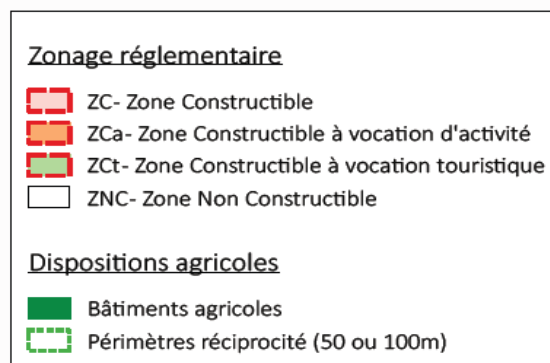 Zonage réglementaire
ZC- Zone Constructible
ZCa- Zone Constructible à vocation d'activité
ZCt- Zone Constructible à vocation touristique
ZNC- Zone Non Constructible
Dispositions agricoles
Bâtiments agricoles
Périmètres réciprocité (50 ou 100m)